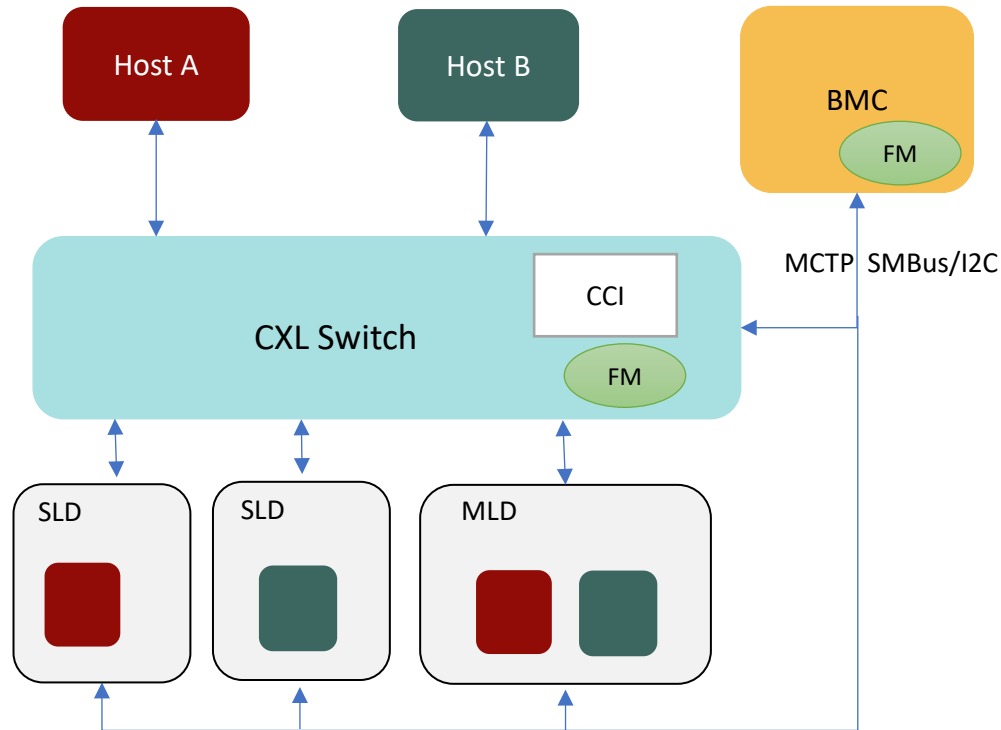 Host A
Host B
BMC
FM
MCTP SMBus/I2C
CCI
CXL Switch
FM
SLD
SLD
MLD